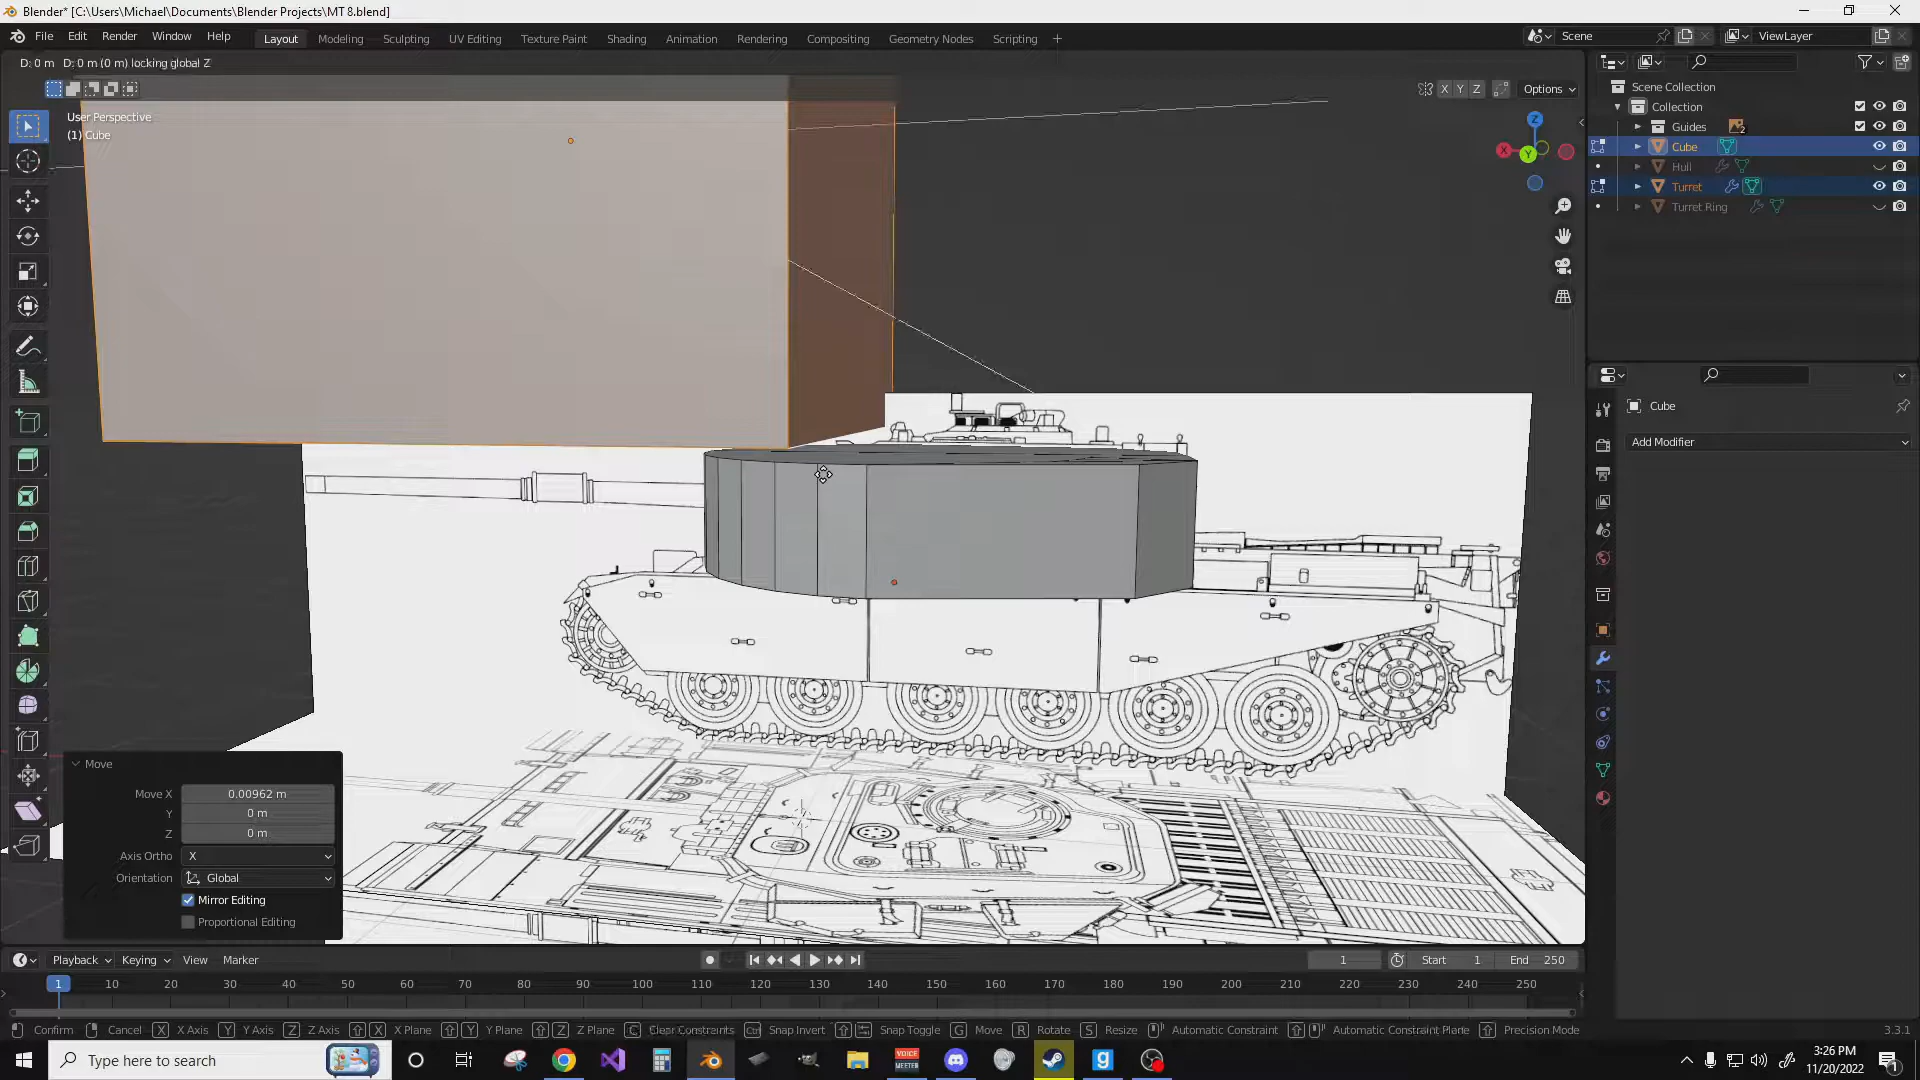 Blender* [C:\Users\Michael\Documents\Blender Projects\MT 8.blend]
File Edit Render Window Help Layout Modeling Sculpting UV Editing Texture Paint Shading Animation Rendering Compositing Geometry Nodes Scripting + Scene ViewLayer
D: 0 m D: 0 m (0 m) locking global Z
X Y Z Options
User Perspective
(1) Cube
Z
X
Y
Scene Collection
Collection
Guides 2
Cube
Hull
Turret
Turret Ring
Cube
Add Modifier
Move
Move X 0.00962 m
Y 0 m
Z 0 m
Axis Ortho X
Orientation Global
Mirror Editing
Proportional Editing
Playback Keying View Marker 1 Start 1 End 250
1 10 20 30 40 50 60 70 80 90 100 110 120 130 140 150 160 170 180 190 200 210 220 230 240 250
Confirm Cancel X X Axis Y Y Axis Z Z Axis X X Plane Y Y Plane Z Z Plane C Clear Constraints Ctrl Snap Invert Snap Toggle G Move R Rotate S Resize Automatic Constraint Automatic Constraint Plane Precision Mode 3.3.1
Type here to search
VOICE
MEETER
g
3:26 PM
11/20/2022
1